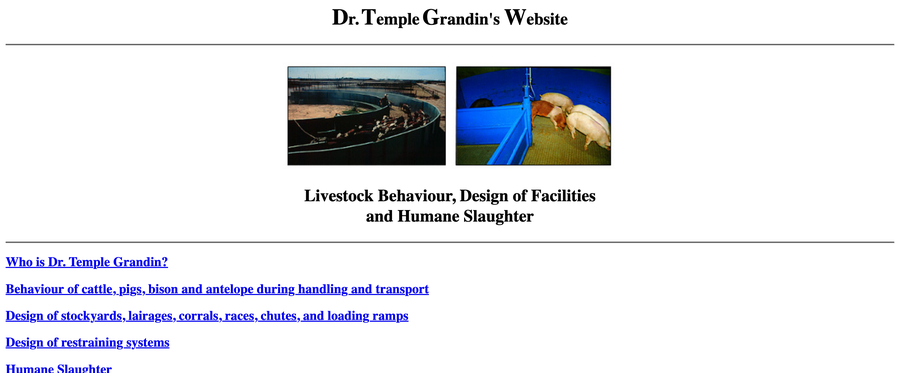 Dr. Temple Grandin's Website
Livestock Behaviour, Design of Facilities
and Humane Slaughter
Who is Dr. Temple Grandin?
Behaviour of cattle, pigs, bison and antelope during handling and transport
Design of stockyards, lairages, corrals, races, chutes, and loading ramps
Design of restraining systems
Humane Slaughter